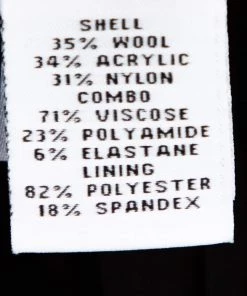 SHELL
35% WOOL
34% ACRYLIC
31% NYLON
COMBO
71% VISCOSE
23% POLYAMIDE
6% ELASTANE
LINING
82% POLYESTER
18% SPANDEX